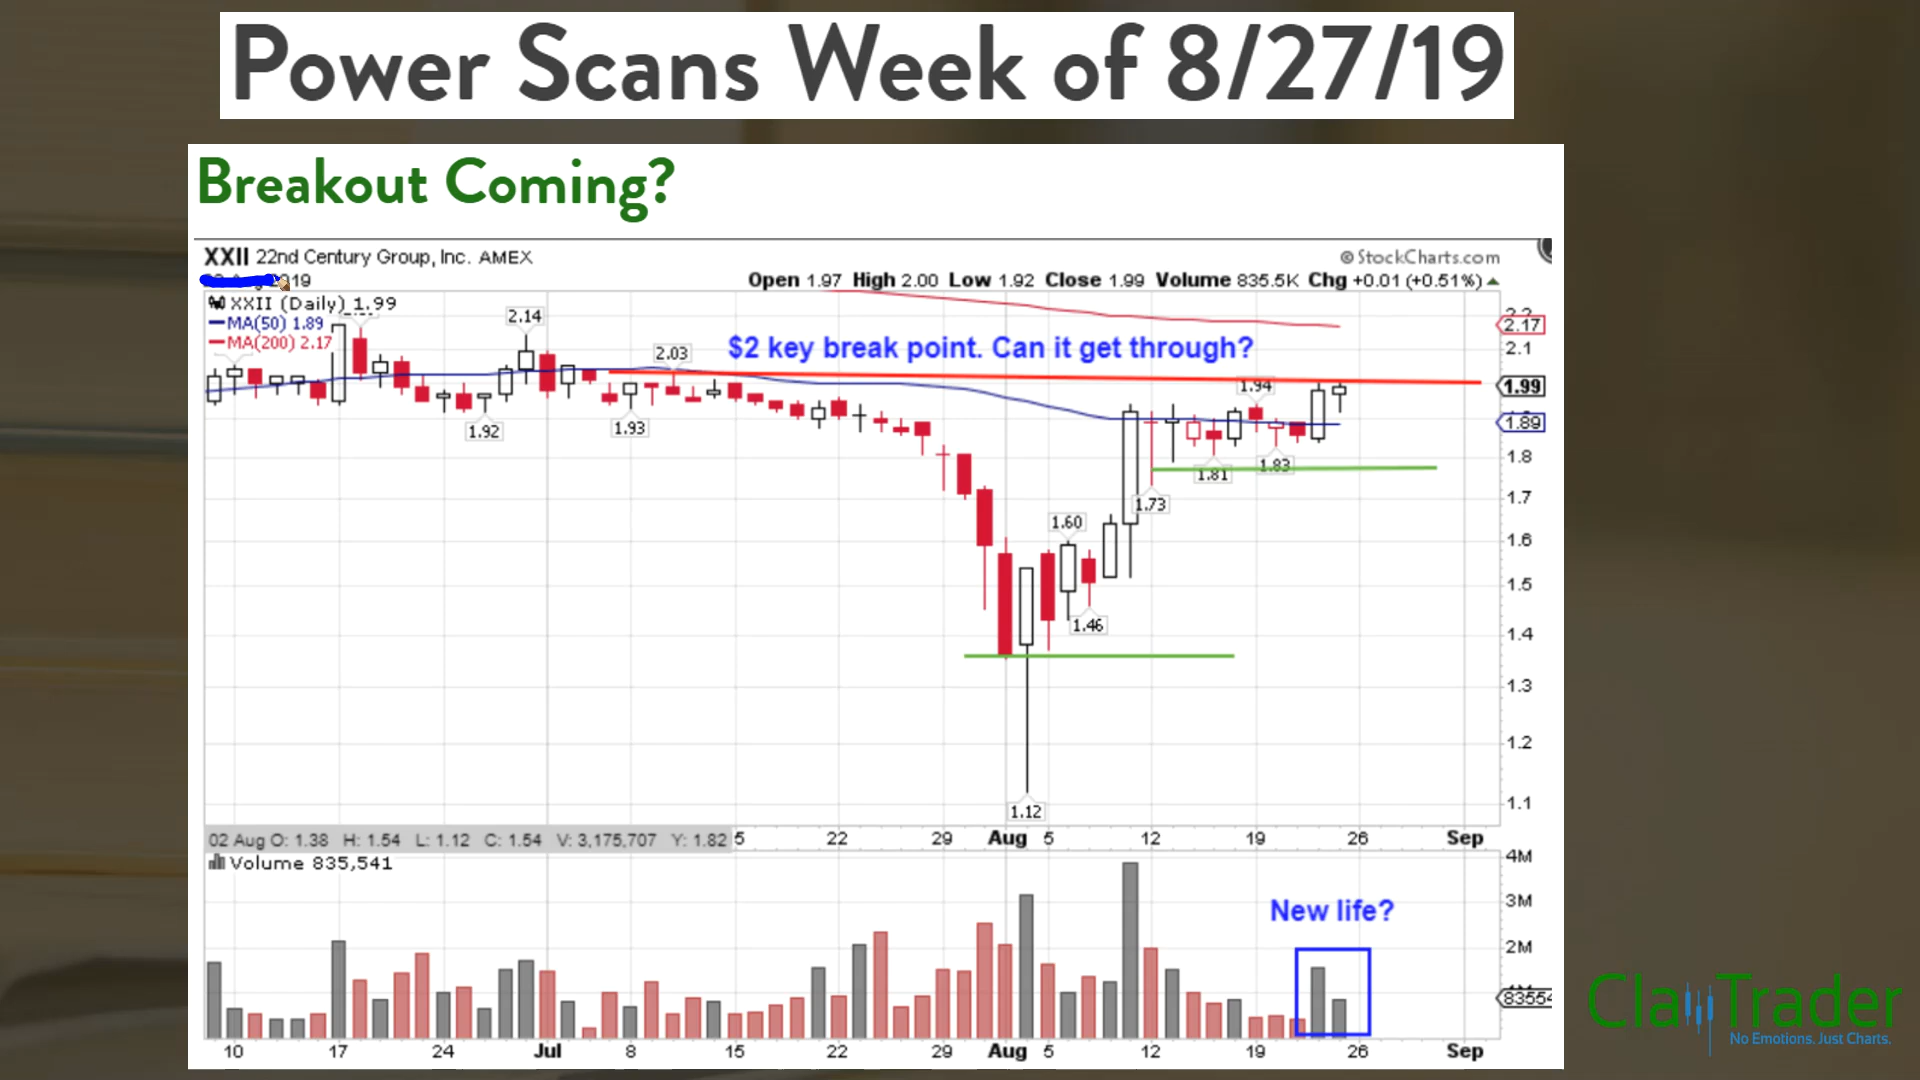 Power Scans Week of 8/27/19
Breakout Coming?
XXII 22nd Century Group, Inc. AMEX
© StockCharts.com
2019
Open 1.97 High 2.00 Low 1.92 Close 1.99 Volume 835.5K Chg +0.01 (+0.51%)
XXII (Daily) 1.99
MA(50) 1.89
MA(200) 2.17
$2 key break point. Can it get through?
2.14
2.03
1.94
1.92
1.93
1.81
1.83
1.73
1.60
1.46
1.12
2.2
2.17
2.1
1.99
1.89
1.8
1.7
1.6
1.5
1.4
1.3
1.2
1.1
02 Aug O: 1.38 H: 1.54 L: 1.12 C: 1.54 V: 3,175,707 Y: 1.82
5 22 29 Aug 5 12 19 26 Sep
Volume 835,541
New life?
4M
3M
2M
83554
10 17 24 Jul 8 15 22 29 Aug 5 12 19 26 Sep
ClayTrader
No Emotions. Just Charts.